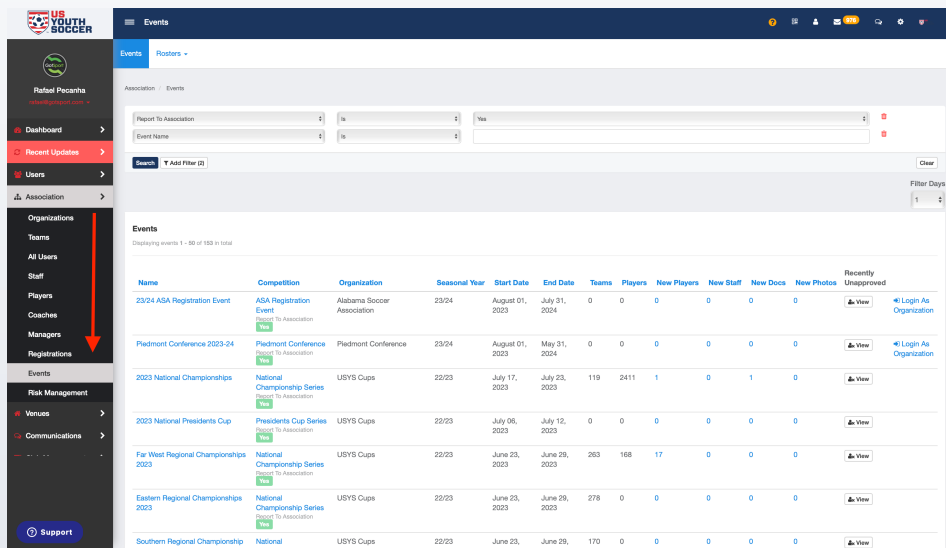 US
YOUTH
SOCCER
Events
976
GotSport
Rafael Pecanha
rafael@gotsport.com
Dashboard
Recent Updates
Users
Association
Organizations
Teams
All Users
Staff
Players
Coaches
Managers
Registrations
Events
Risk Management
Venues
Communications
Support
Events Rosters
Association / Events
Report To Association Is Yes
Event Name Is
Search Add Filter (2) Clear
Filter Days
1
Events
Displaying events 1 - 50 of 153 in total
Name Competition Organization Seasonal Year Start Date End Date Teams Players New Players New Staff New Docs New Photos Recently Unapproved
23/24 ASA Registration Event ASA Registration Event Alabama Soccer Association 23/24 August 01, 2023 July 31, 2024 0 0 0 0 0 0 View Login As Organization
Report To Association
Yes
Piedmont Conference 2023-24 Piedmont Conference Piedmont Conference 23/24 August 01, 2023 May 31, 2024 0 0 0 0 0 0 View Login As Organization
Report To Association
Yes
2023 National Championships National Championship Series USYS Cups 22/23 July 17, 2023 July 23, 2023 119 2411 1 0 1 0 View
Report To Association
Yes
2023 National Presidents Cup Presidents Cup Series USYS Cups 22/23 July 06, 2023 July 12, 2023 0 0 0 0 0 0 View
Report To Association
Yes
Far West Regional Championships 2023 National Championship Series USYS Cups 22/23 June 23, 2023 June 29, 2023 263 168 17 0 0 0 View
Report To Association
Yes
Eastern Regional Championships 2023 National Championship Series USYS Cups 22/23 June 23, 2023 June 29, 2023 278 0 0 0 0 0 View
Report To Association
Yes
Southern Regional Championship National USYS Cups 22/23 June 23, June 29, 170 0 0 0 0 0 View